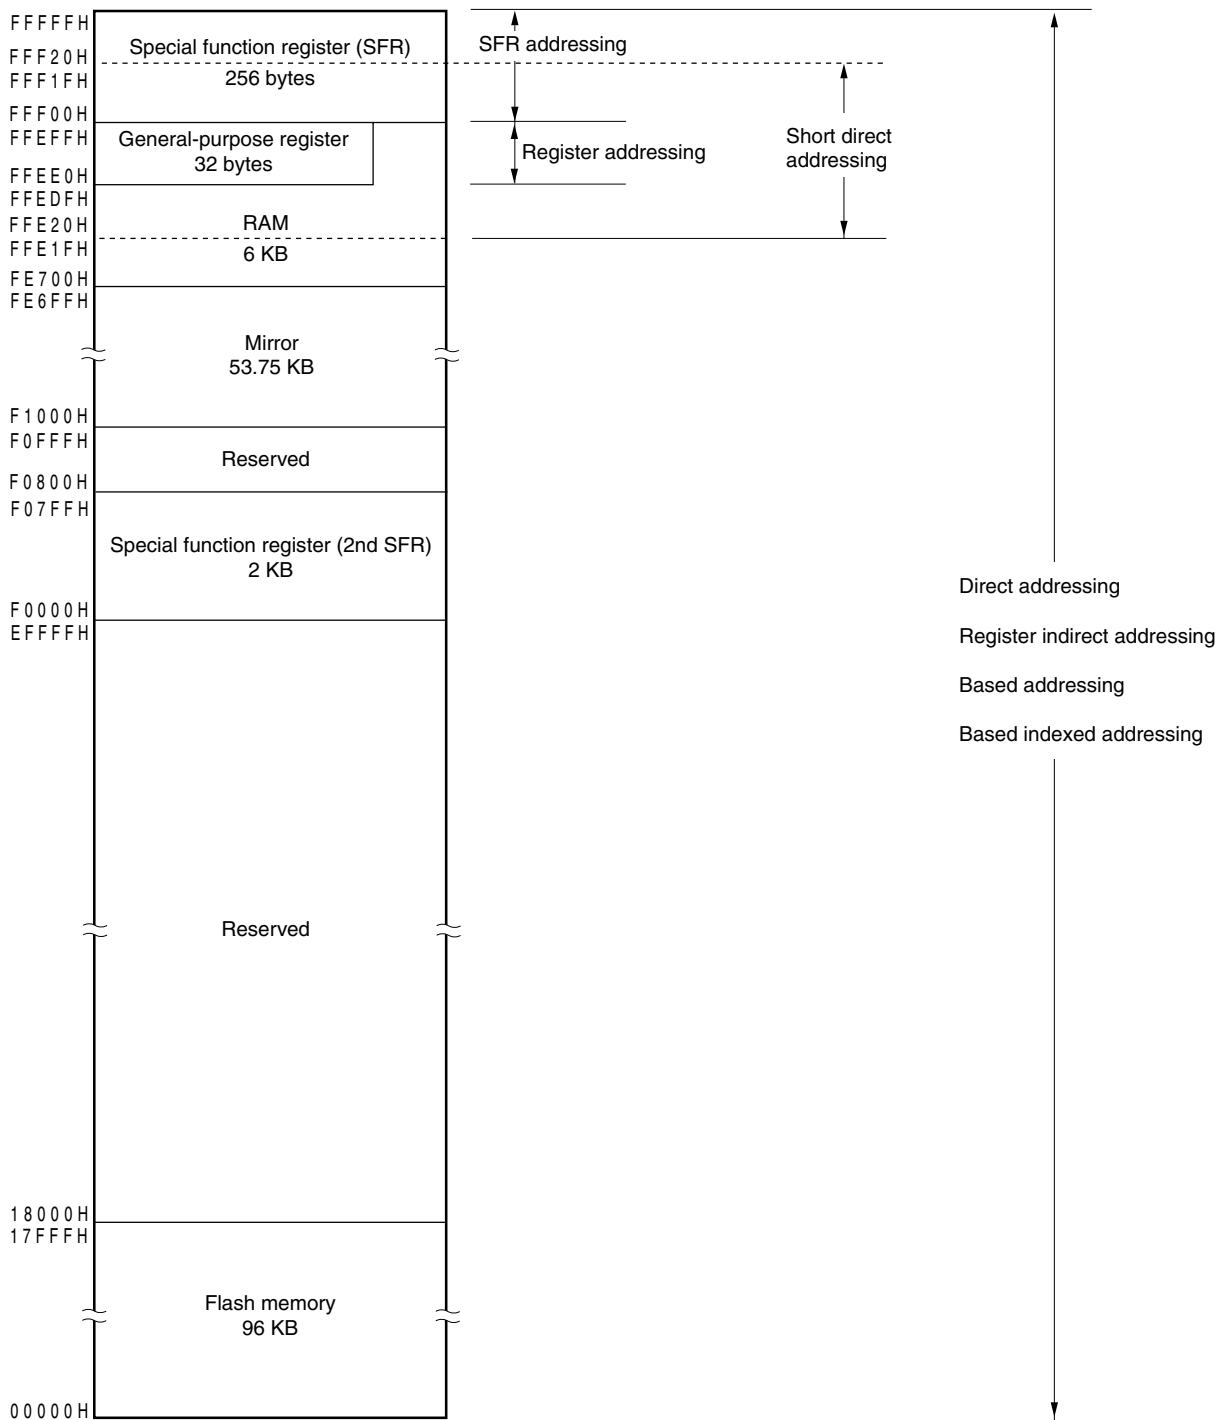 FFFFFH
FFF20H
FFF1FH
FFF00H
FFEFFH
FFEE0H
FFEDFH
FFE20H
FFE1FH
FE700H
FE6FFH
F1000H
F0FFFH
F0800H
F07FFH
F0000H
EFFFFH
18000H
17FFFH
00000H
Special function register (SFR)
256 bytes
General-purpose register
32 bytes
RAM
6 KB
Mirror
53.75 KB
Reserved
Special function register (2nd SFR)
2 KB
Reserved
Flash memory
96 KB
SFR addressing
Register addressing
Short direct
addressing
Direct addressing
Register indirect addressing
Based addressing
Based indexed addressing